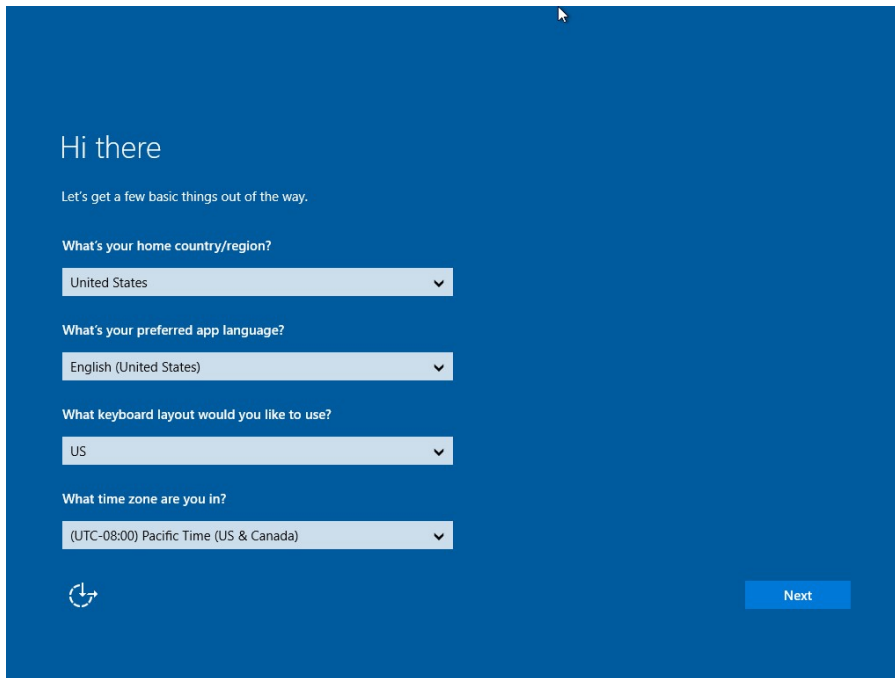 Hi there
Let's get a few basic things out of the way.
What's your home country/region?
United States
What's your preferred app language?
English (United States)
What keyboard layout would you like to use?
US
What time zone are you in?
(UTC-08:00) Pacific Time (US & Canada)
Next